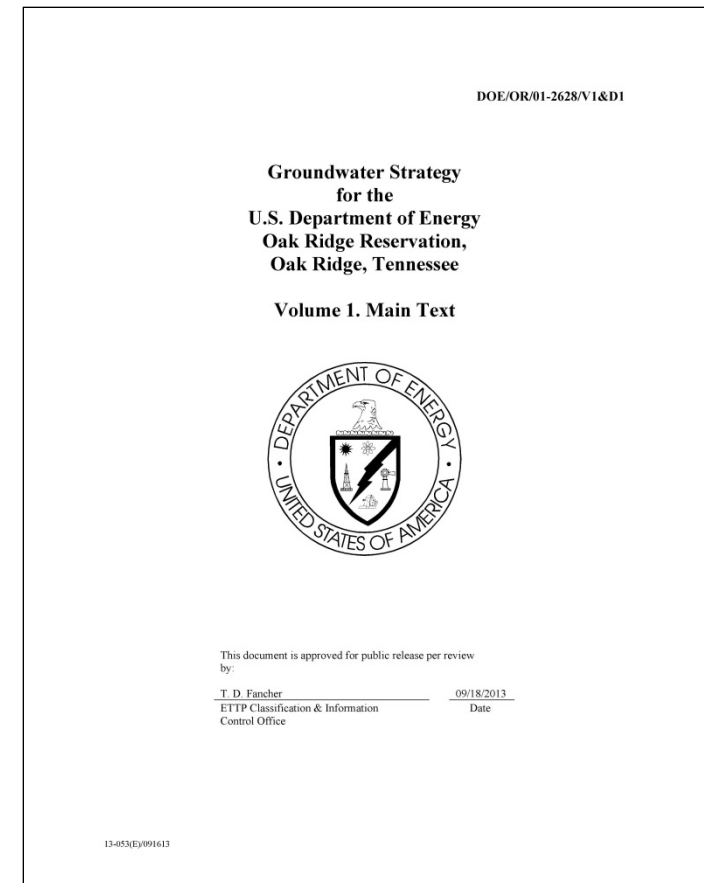 DOE/OR/01-2628/V1&D1
Groundwater Strategy
for the
U.S. Department of Energy
Oak Ridge Reservation,
Oak Ridge, Tennessee
Volume 1. Main Text
DEPARTMENT OF ENERGY
UNITED STATES OF AMERICA
This document is approved for public release per review
by:
T. D. Fancher 09/18/2013
ETTP Classification & Information Date
Control Office
13-053(E)/091613